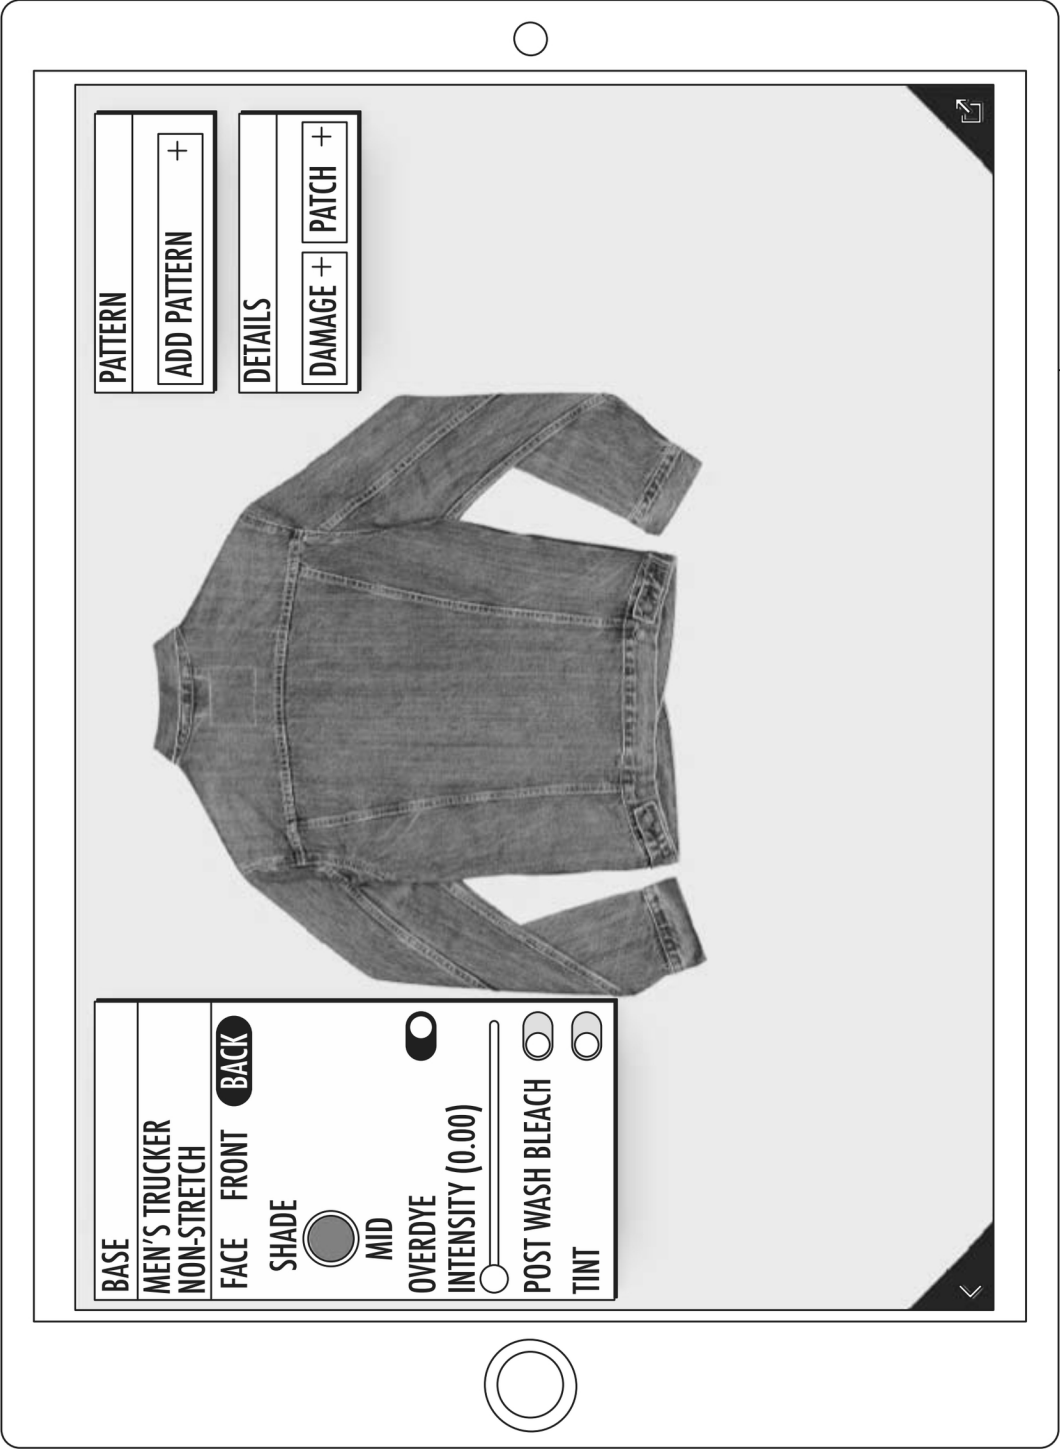 BASE
MEN'S TRUCKER
NON-STRETCH
FACE FRONT BACK
SHADE
MID
OVERDYE
INTENSITY (0.00)
POST WASH BLEACH
TINT
PATTERN
ADD PATTERN +
DETAILS
DAMAGE + PATCH +